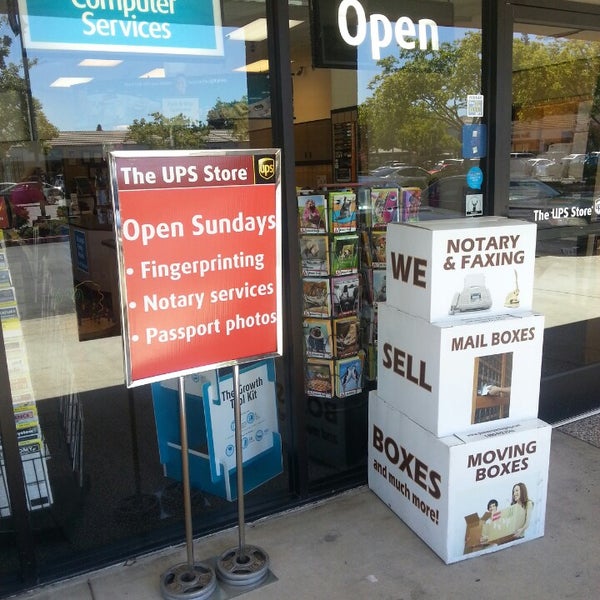 Computer
Services
Open
The UPS Store
ups
Open Sundays
• Fingerprinting
• Notary services
• Passport photos
The Growth
Tool Kit
The UPS Store
WE
NOTARY
& FAXING
SELL
MAIL BOXES
BOXES
and much more!
MOVING
BOXES